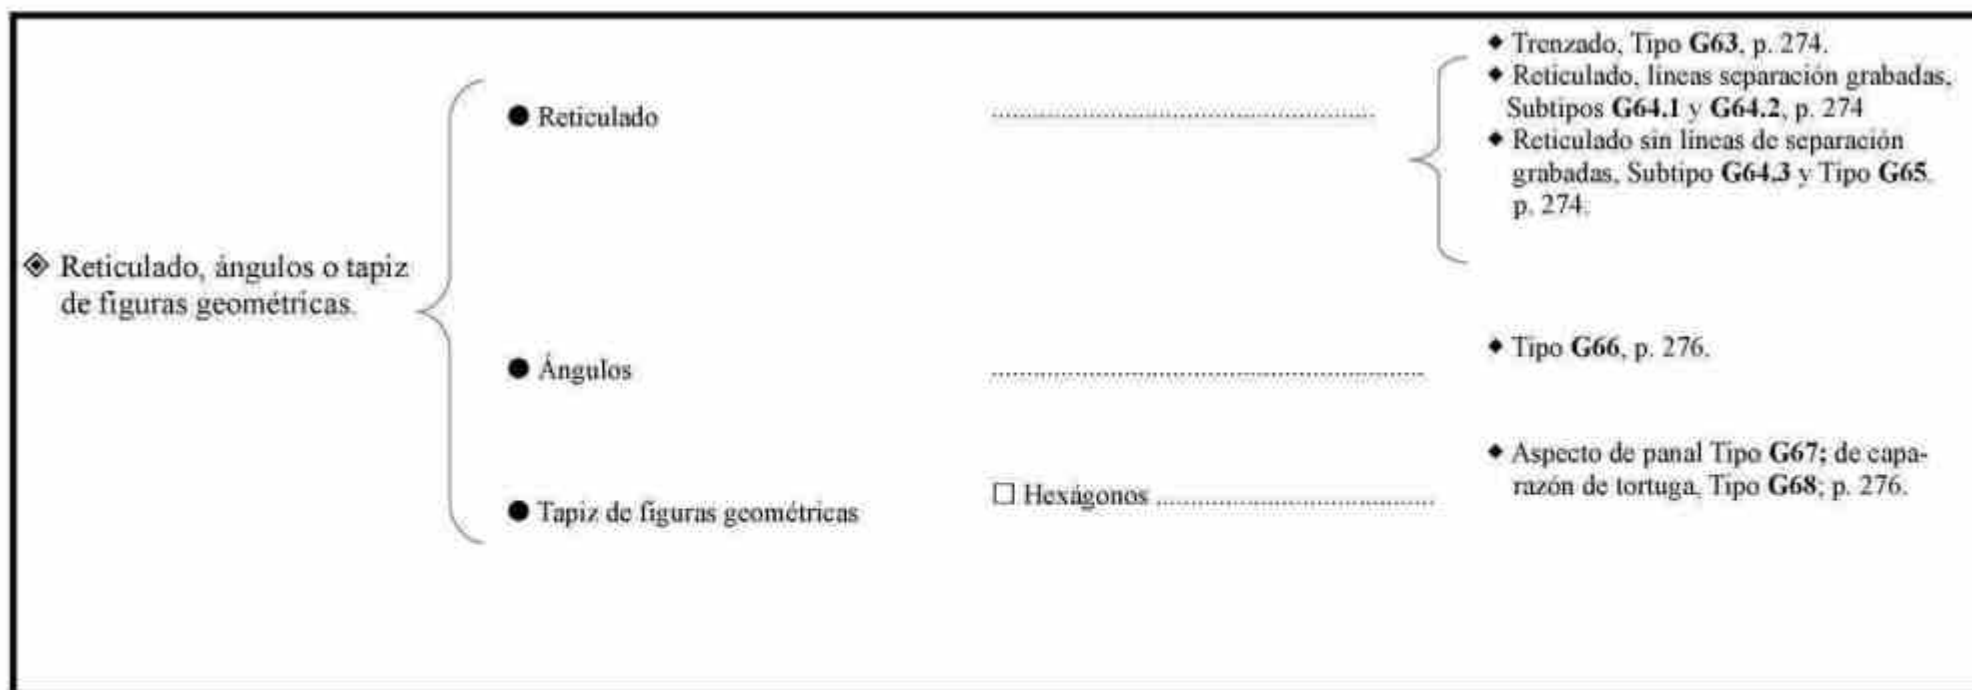 ◈ Reticulado, ángulos o tapiz
de figuras geométricas.
● Reticulado ..........
◆ Trenzado, Tipo G63, p. 274.
◆ Reticulado, líneas separación grabadas,
Subtipos G64.1 y G64.2, p. 274
◆ Reticulado sin líneas de separación
grabadas, Subtipo G64.3 y Tipo G65.
p. 274.
● Ángulos ..........
◆ Tipo G66, p. 276.
● Tapiz de figuras geométricas
□ Hexágonos ..........
◆ Aspecto de panal Tipo G67; de capa-
razón de tortuga, Tipo G68; p. 276.